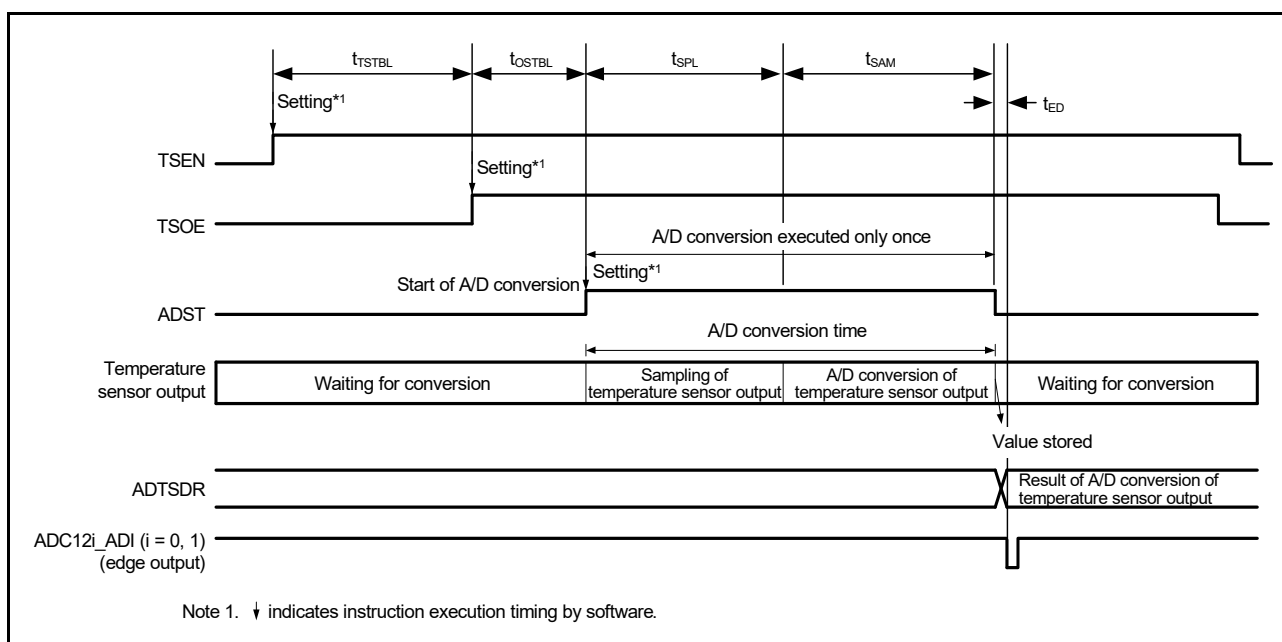 tTSTBL tOSTBL tSPL tSAM
tED
Setting*1
TSEN
Setting*1
TSOE
A/D conversion executed only once
Start of A/D conversion Setting*1
ADST
A/D conversion time
Temperature
sensor output
Waiting for conversion
Sampling of
temperature sensor output
A/D conversion of
temperature sensor output
Waiting for conversion
Value stored
ADTSDR
Result of A/D conversion of
temperature sensor output
ADC12i_ADI (i = 0, 1)
(edge output)
Note 1. ↓ indicates instruction execution timing by software.